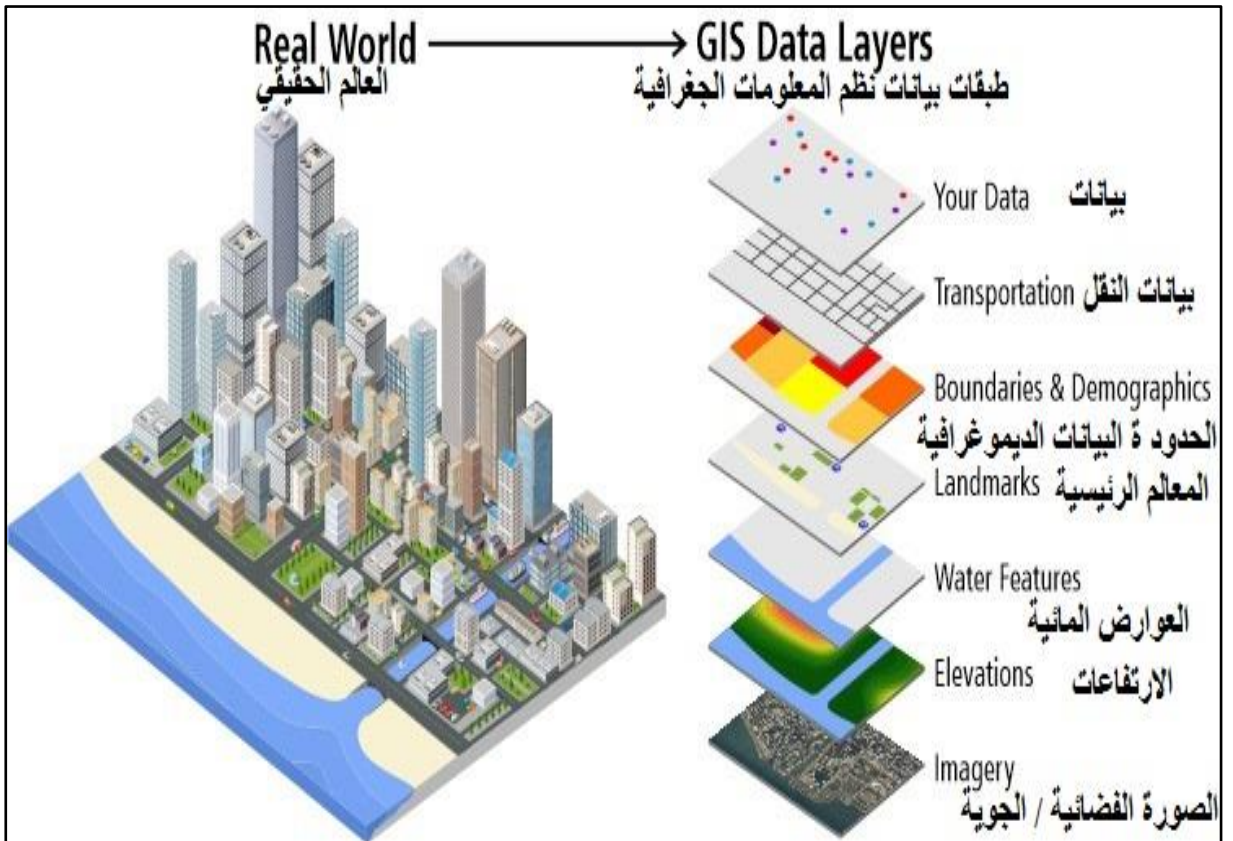 Real World → GIS Data Layers
العالم الحقيقي
طبقات بيانات نظم المعلومات الجغرافية
Your Data بيانات
Transportation بيانات النقل
Boundaries & Demographics
الحدود ة البيانات الديموغرافية
Landmarks المعالم الرئيسية
Water Features
العوارض المائية
Elevations الارتفاعات
Imagery
الصورة الفضائية / الجوية